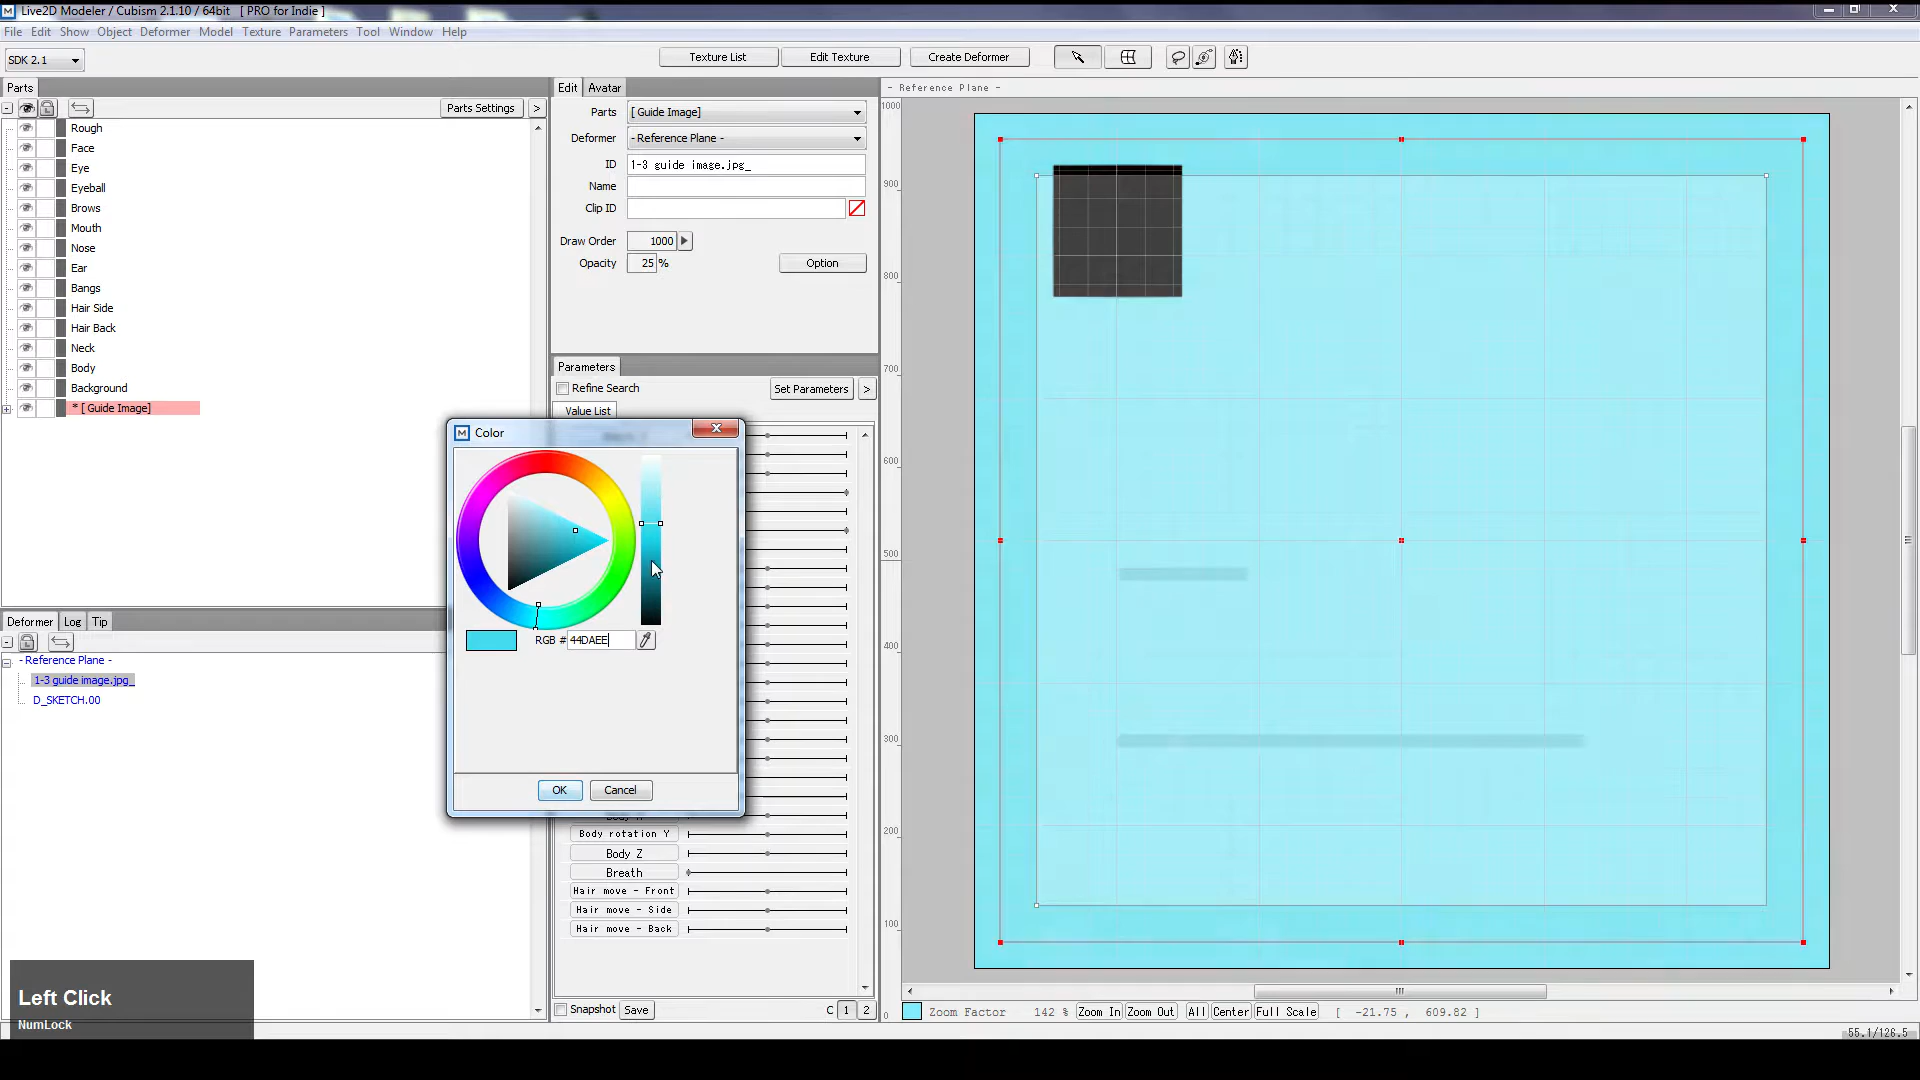 Live2D Modeler / Cubism 2.1.10 / 64bit   [ PRO for Indie ]
File Edit Show Object Deformer Model Texture Parameters Tool Window Help
SDK 2.1
Texture List
Edit Texture
Create Deformer
Parts
Parts Settings
>
Rough
Face
Eye
Eyeball
Brows
Mouth
Nose
Ear
Bangs
Hair Side
Hair Back
Neck
Body
Background
* [ Guide Image]
Deformer Log Tip
- Reference Plane -
1-3 guide image.jpg_
D_SKETCH.00
Edit Avatar
Parts [ Guide Image]
Deformer - Reference Plane -
ID 1-3 guide image.jpg_
Name
Clip ID
Draw Order 1000
Opacity 25 %
Option
Parameters
Refine Search
Set Parameters
>
Value List
Color
RGB # 44DAEE
OK
Cancel
Body rotation Y
Body Z
Breath
Hair move - Front
Hair move - Side
Hair move - Back
Snapshot
Save
C 1 2
- Reference Plane -
1000
900
800
700
600
500
400
300
200
100
0
Zoom Factor 142 % Zoom In Zoom Out All Center Full Scale [ -21.75 , 609.82 ]
55.1/126.5
Left Click
NumLock